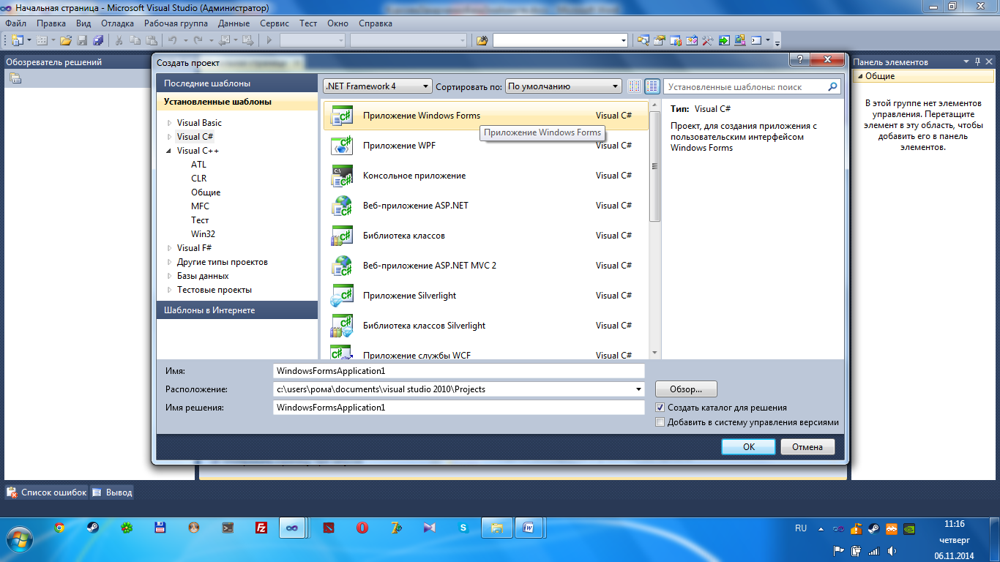 Начальная страница - Microsoft Visual Studio (Администратор)
Файл Правка Вид Отладка Рабочая группа Данные Сервис Тест Окно Справка
Обозреватель решений
Создать проект
Последние шаблоны
Установленные шаблоны
Visual Basic
Visual C#
Visual C++
ATL
CLR
Общие
MFC
Тест
Win32
Visual F#
Другие типы проектов
Базы данных
Тестовые проекты
Шаблоны в Интернете
.NET Framework 4 Сортировать по: По умолчанию
Установленные шаблоны: поиск
Приложение Windows Forms Visual C#
Приложение Windows Forms
Приложение WPF Visual C#
Консольное приложение Visual C#
Веб-приложение ASP.NET Visual C#
Библиотека классов Visual C#
Веб-приложение ASP.NET MVC 2 Visual C#
Приложение Silverlight Visual C#
Библиотека классов Silverlight Visual C#
Приложение службы WCF Visual C#
Тип: Visual C#
Проект, для создания приложения с
пользовательским интерфейсом
Windows Forms
Имя: WindowsFormsApplication1
Расположение: c:\users\рома\documents\visual studio 2010\Projects Обзор...
Имя решения: WindowsFormsApplication1
Создать каталог для решения
Добавить в систему управления версиями
OK Отмена
Панель элементов
Общие
В этой группе нет элементов
управления. Перетащите
элемент в эту область, чтобы
добавить его в панель
элементов.
Список ошибок Вывод
RU
11:16
четверг
06.11.2014